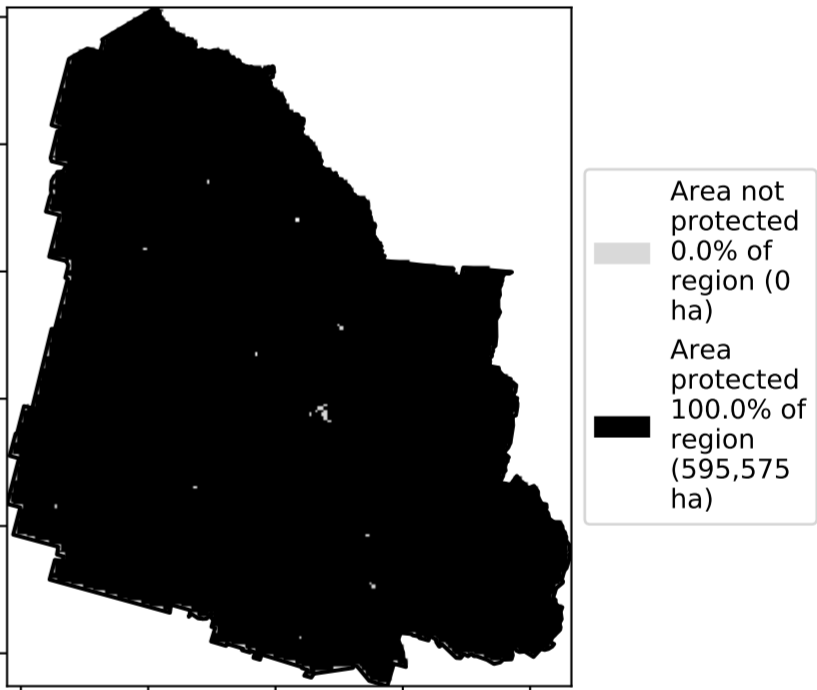 Area not
protected
0.0% of
region (0
ha)
Area
protected
100.0% of
region
(595,575
ha)